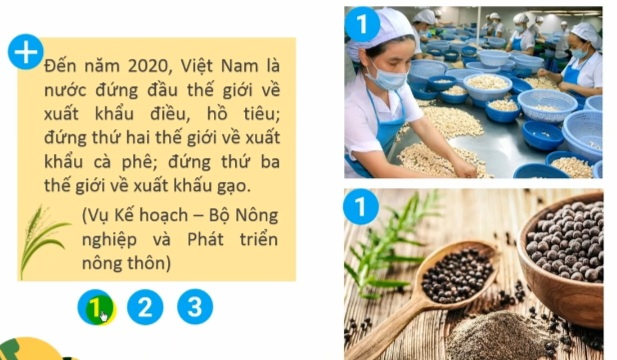 Đến năm 2020, Việt Nam là
nước đứng đầu thế giới về
xuất khẩu điều, hồ tiêu;
đứng thứ hai thế giới về xuất
khẩu cà phê; đứng thứ ba
thế giới về xuất khẩu gạo.
(Vụ Kế hoạch – Bộ Nông
nghiệp và Phát triển
nông thôn)
1 2 3
1
1